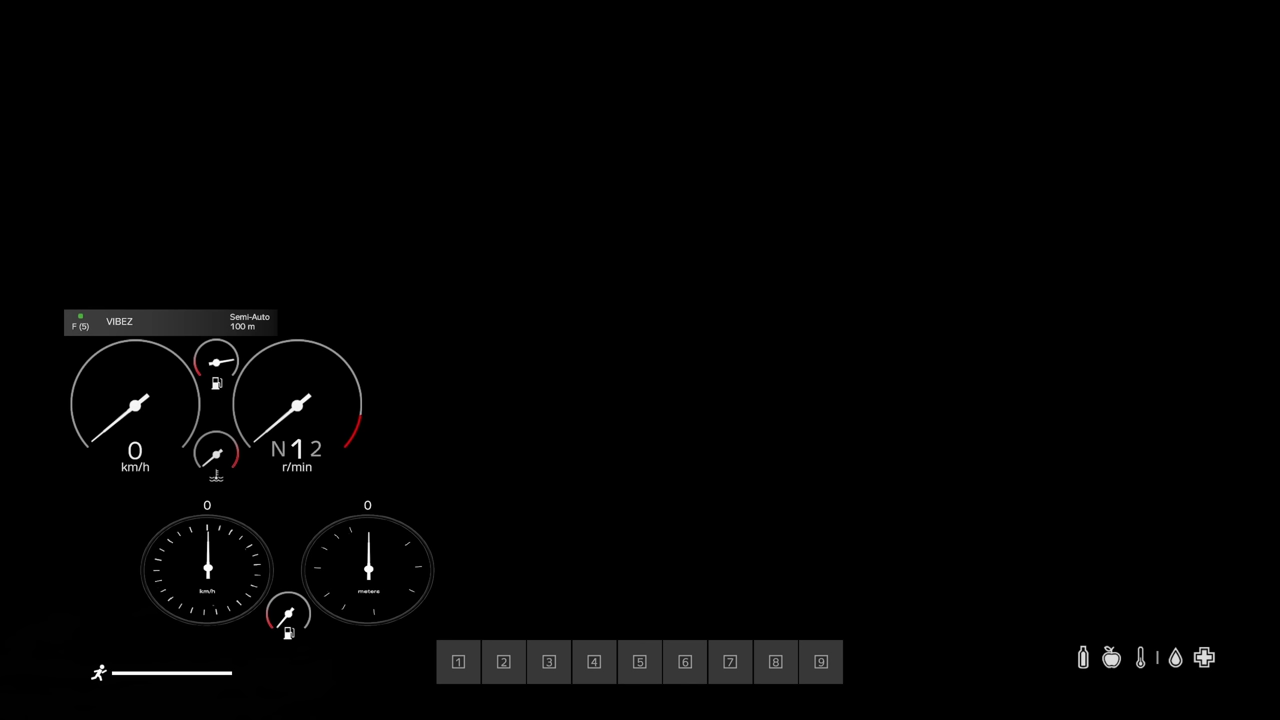 F (5) VIBEZ Semi-Auto
100 m
0
km/h
N 1 2
r/min
0
0
km/h
meters
1 2 3 4 5 6 7 8 9